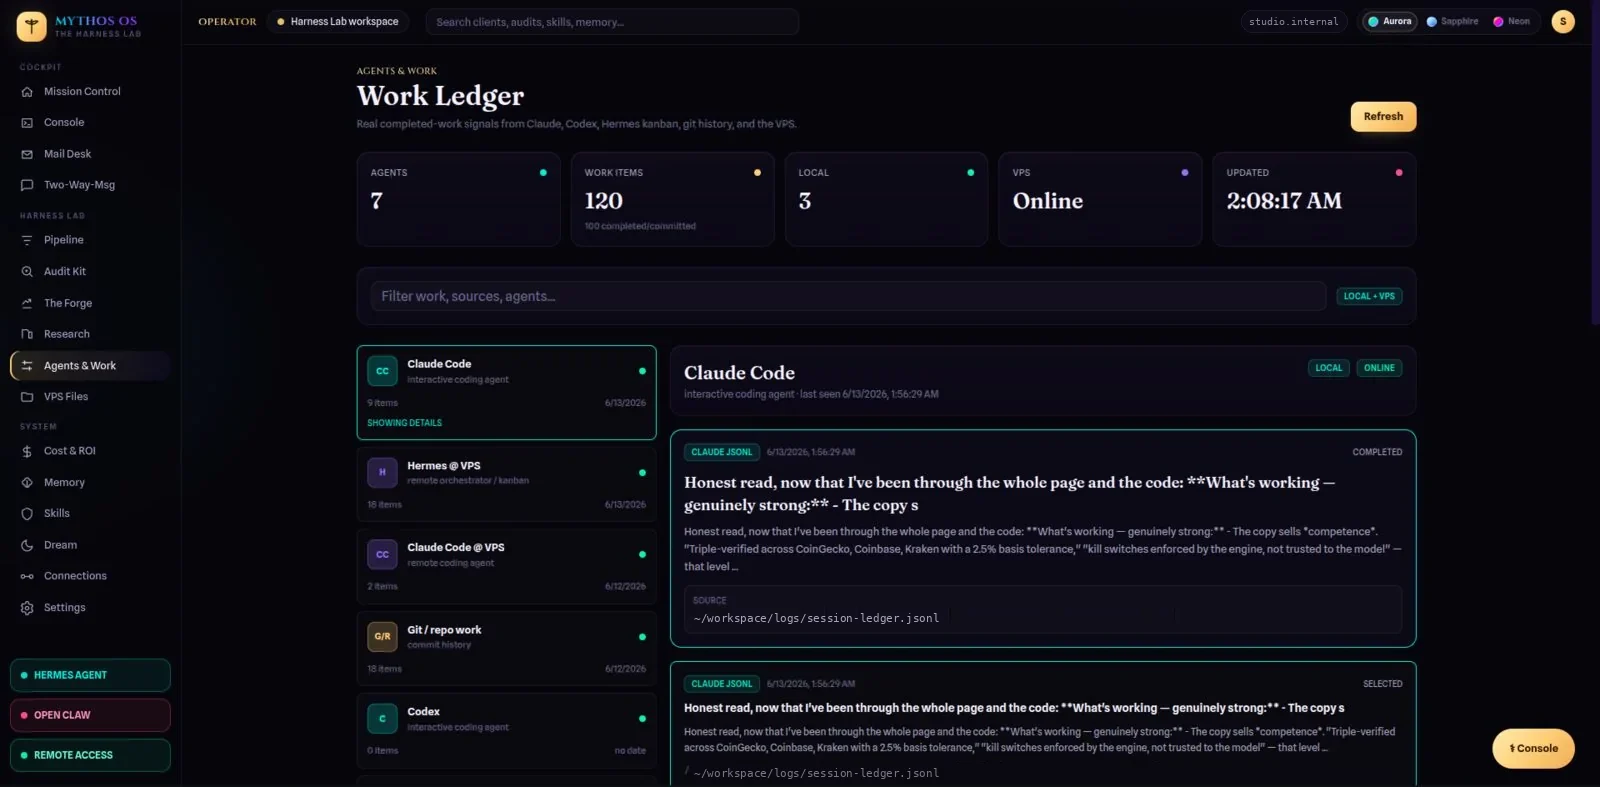 MYTHOS OS
THE HARNESS LAB
COCKPIT
Mission Control
Console
Mail Desk
Two-Way-Msg
HARNESS LAB
Pipeline
Audit Kit
The Forge
Research
Agents & Work
VPS Files
SYSTEM
Cost & ROI
Memory
Skills
Dream
Connections
Settings
HERMES AGENT
OPEN CLAW
REMOTE ACCESS
OPERATOR
Harness Lab workspace
Search clients, audits, skills, memory...
studio.internal
Aurora
Sapphire
Neon
S
AGENTS & WORK
Work Ledger
Real completed-work signals from Claude, Codex, Hermes kanban, git history, and the VPS.
Refresh
AGENTS
7
WORK ITEMS
120
100 completed/committed
LOCAL
3
VPS
Online
UPDATED
2:08:17 AM
Filter work, sources, agents...
LOCAL + VPS
CC
Claude Code
interactive coding agent
9 items
6/13/2026
SHOWING DETAILS
H
Hermes @ VPS
remote orchestrator / kanban
16 items
6/13/2026
CC
Claude Code @ VPS
remote coding agent
2 items
6/12/2026
G/R
Git / repo work
commit history
18 items
6/12/2026
C
Codex
interactive coding agent
0 items
no date
Claude Code
interactive coding agent · last seen 6/13/2026, 1:56:29 AM
LOCAL
ONLINE
CLAUDE JSONL
6/13/2026, 1:56:29 AM
COMPLETED
Honest read, now that I've been through the whole page and the code: **What's working —
genuinely strong:** - The copy s
Honest read, now that I've been through the whole page and the code: **What's working — genuinely strong:** - The copy sells *competence*.
"Triple-verified across CoinGecko, Coinbase, Kraken with a 2.5% basis tolerance," "kill switches enforced by the engine, not trusted to the model" —
that level ...
SOURCE
~/workspace/logs/session-ledger.jsonl
CLAUDE JSONL
6/13/2026, 1:56:29 AM
SELECTED
Honest read, now that I've been through the whole page and the code: **What's working — genuinely strong:** - The copy s
Honest read, now that I've been through the whole page and the code: **What's working — genuinely strong:** - The copy sells *competence*. "Triple-verified
across CoinGecko, Coinbase, Kraken with a 2.5% basis tolerance," "kill switches enforced by the engine, not trusted to the model" — that level ...
~/workspace/logs/session-ledger.jsonl
Console